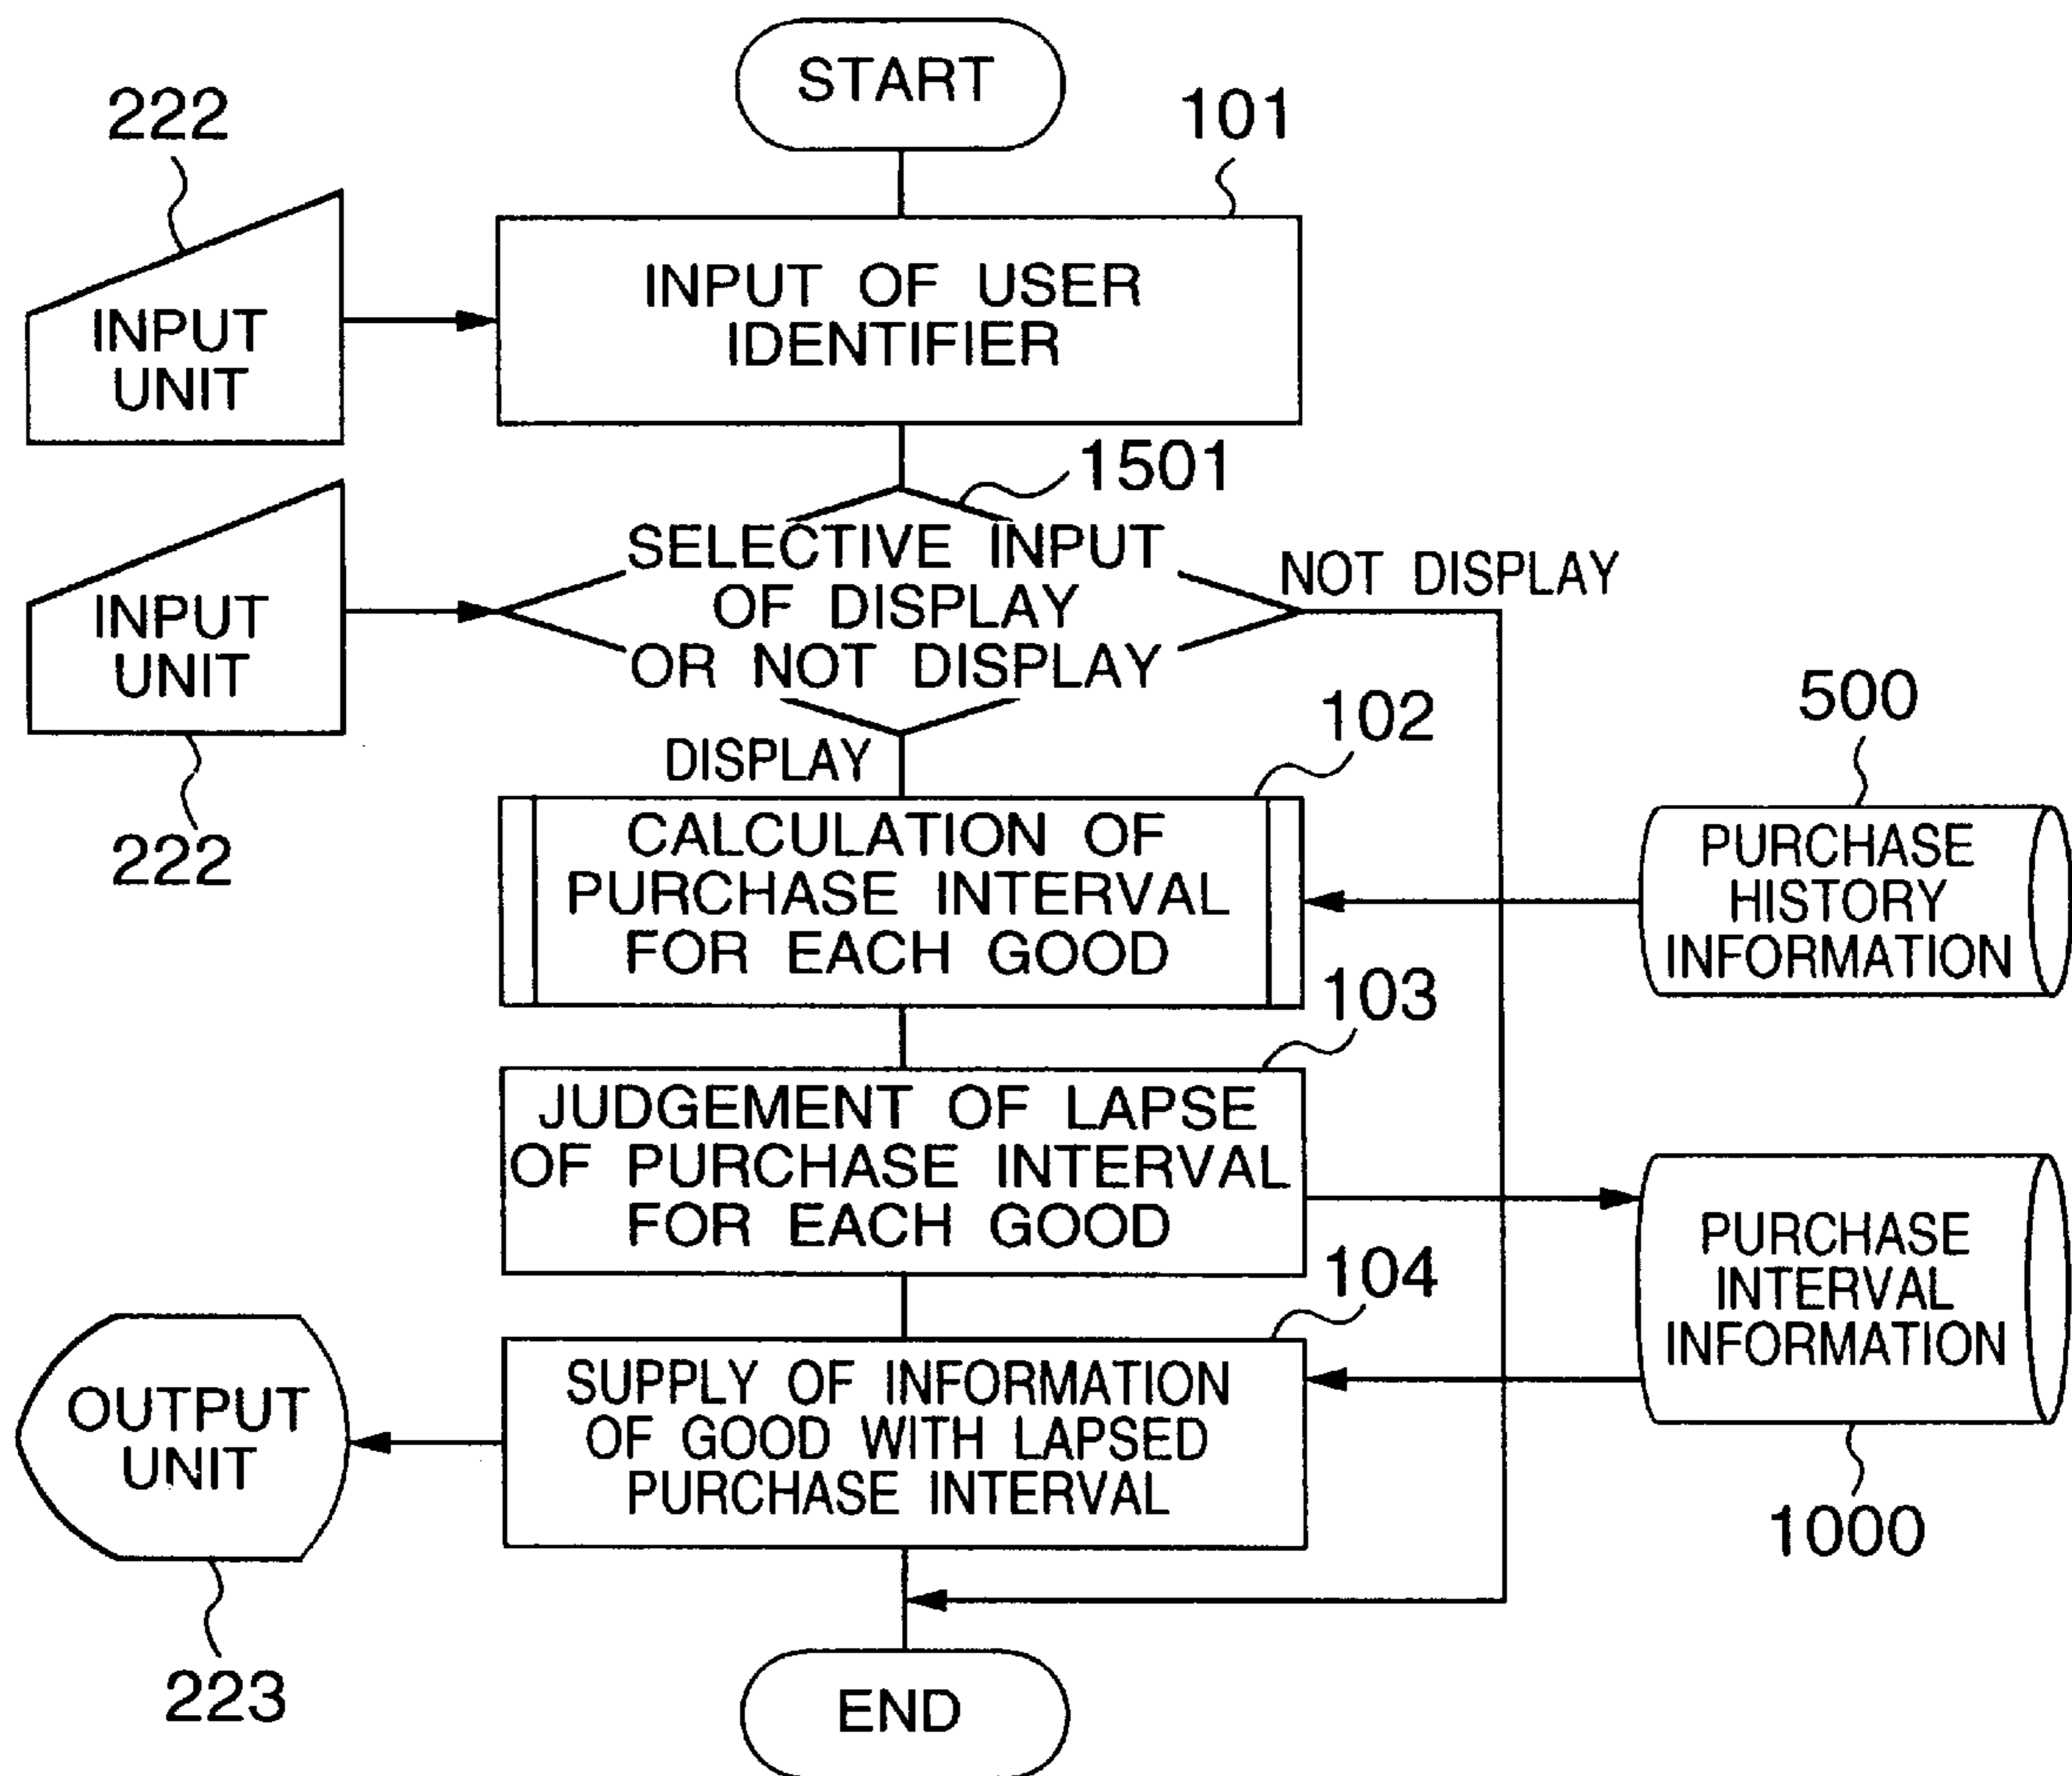 START
222
101
INPUT OF USER
IDENTIFIER
INPUT
UNIT
1501
SELECTIVE INPUT
OF DISPLAY
OR NOT DISPLAY
NOT DISPLAY
INPUT
UNIT
222
DISPLAY
102
500
CALCULATION OF
PURCHASE INTERVAL
FOR EACH GOOD
PURCHASE
HISTORY
INFORMATION
103
JUDGEMENT OF LAPSE
OF PURCHASE INTERVAL
FOR EACH GOOD
PURCHASE
INTERVAL
INFORMATION
104
SUPPLY OF INFORMATION
OF GOOD WITH LAPSED
PURCHASE INTERVAL
OUTPUT
UNIT
1000
223
END